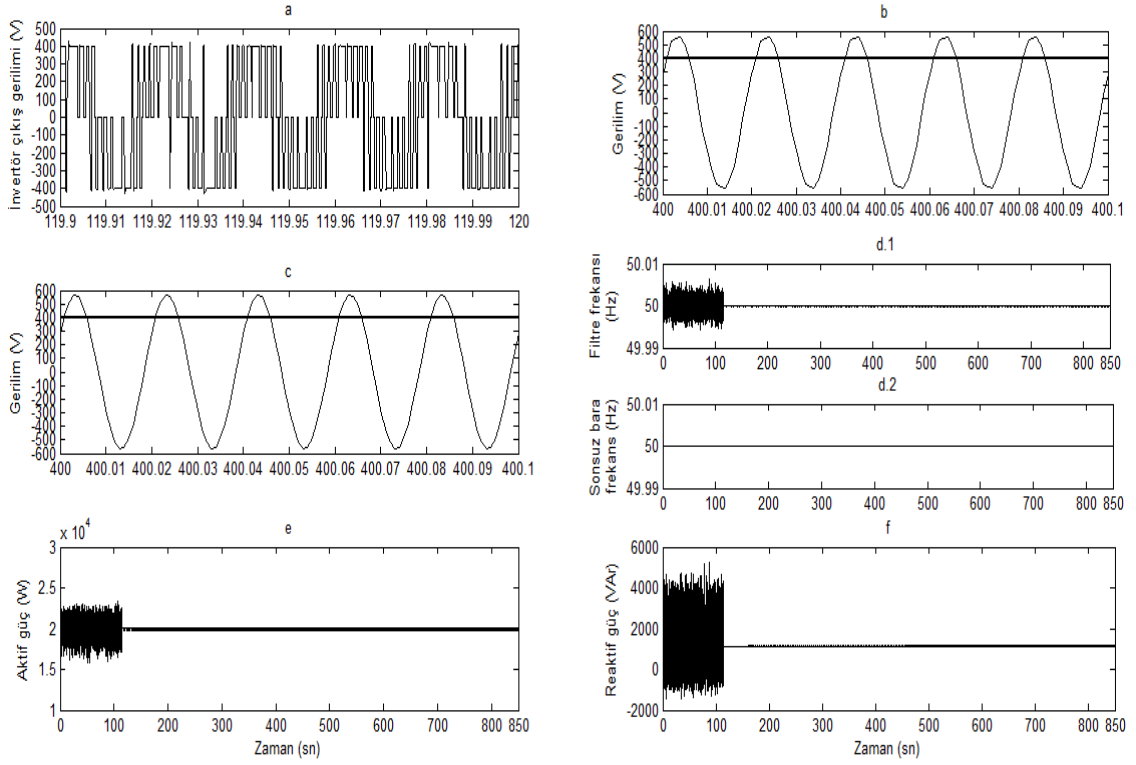 a
İnvertör çıkış gerilimi (V)
500
400
300
200
100
0
-100
-200
-300
-400
-500
119.9 119.91 119.92 119.93 119.94 119.95 119.96 119.97 119.98 119.99 120
b
Gerilim (V)
600
500
400
300
200
100
0
-100
-200
-300
-400
-500
-600
400 400.01 400.02 400.03 400.04 400.05 400.06 400.07 400.08 400.09 400.1
c
Gerilim (V)
600
500
400
300
200
100
0
-100
-200
-300
-400
-500
-600
400 400.01 400.02 400.03 400.04 400.05 400.06 400.07 400.08 400.09 400.1
d.1
Filtre frekansı
(Hz)
50.01
50
49.99
0 100 200 300 400 500 600 700 800 850
d.2
Sonsuz bara
frekans (Hz)
50.01
50
49.99
0 100 200 300 400 500 600 700 800 850
e
x 10^4
Aktif güç (W)
3
2.5
2
1.5
1
0 100 200 300 400 500 600 700 800 850
Zaman (sn)
f
Reaktif güç (VAr)
6000
4000
2000
0
-2000
0 100 200 300 400 500 600 700 800 850
Zaman (sn)